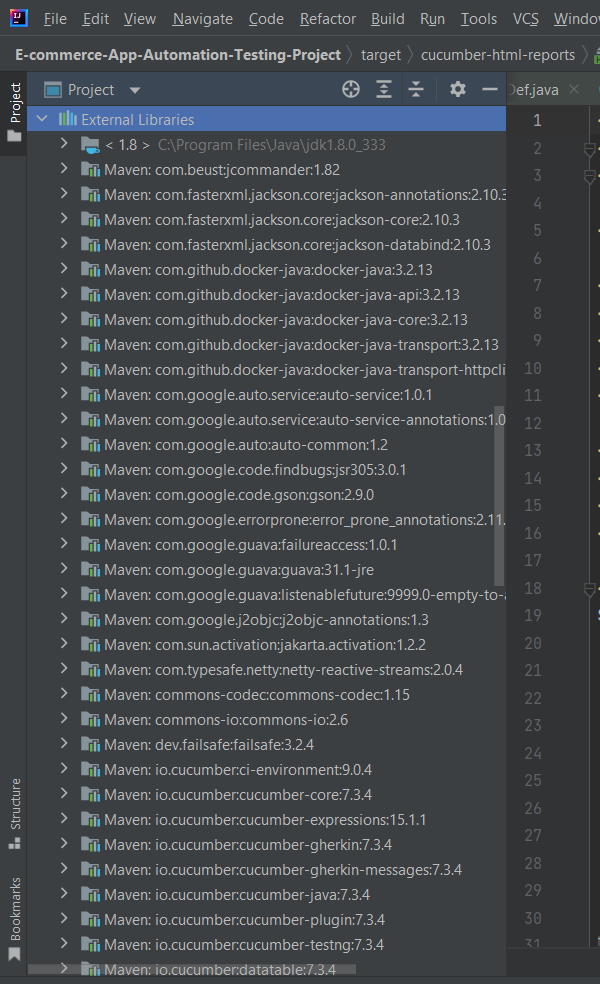 File Edit View Navigate Code Refactor Build Run Tools VCS Window
E-commerce-App-Automation-Testing-Project target cucumber-html-reports
Project
Def.java
External Libraries
< 1.8 > C:\Program Files\Java\jdk1.8.0_333
Maven: com.beust:jcommander:1.82
Maven: com.fasterxml.jackson.core:jackson-annotations:2.10.3
Maven: com.fasterxml.jackson.core:jackson-core:2.10.3
Maven: com.fasterxml.jackson.core:jackson-databind:2.10.3
Maven: com.github.docker-java:docker-java:3.2.13
Maven: com.github.docker-java:docker-java-api:3.2.13
Maven: com.github.docker-java:docker-java-core:3.2.13
Maven: com.github.docker-java:docker-java-transport:3.2.13
Maven: com.github.docker-java:docker-java-transport-httpcli
Maven: com.google.auto.service:auto-service:1.0.1
Maven: com.google.auto.service:auto-service-annotations:1.0
Maven: com.google.auto:auto-common:1.2
Maven: com.google.code.findbugs:jsr305:3.0.1
Maven: com.google.code.gson:gson:2.9.0
Maven: com.google.errorprone:error_prone_annotations:2.11.
Maven: com.google.guava:failureaccess:1.0.1
Maven: com.google.guava:guava:31.1-jre
Maven: com.google.guava:listenablefuture:9999.0-empty-to-a
Maven: com.google.j2objc:j2objc-annotations:1.3
Maven: com.sun.activation:jakarta.activation:1.2.2
Maven: com.typesafe.netty:netty-reactive-streams:2.0.4
Maven: commons-codec:commons-codec:1.15
Maven: commons-io:commons-io:2.6
Maven: dev.failsafe:failsafe:3.2.4
Maven: io.cucumber:ci-environment:9.0.4
Maven: io.cucumber:cucumber-core:7.3.4
Maven: io.cucumber:cucumber-expressions:15.1.1
Maven: io.cucumber:cucumber-gherkin:7.3.4
Maven: io.cucumber:cucumber-gherkin-messages:7.3.4
Maven: io.cucumber:cucumber-java:7.3.4
Maven: io.cucumber:cucumber-plugin:7.3.4
Maven: io.cucumber:cucumber-testng:7.3.4
Maven: io.cucumber:datatable:7.3.4
Project
Structure
Bookmarks
1
2
3
4
5
6
7
8
9
10
11
12
13
14
15
16
17
18
19
20
21
22
23
24
25
26
27
28
29
30
31